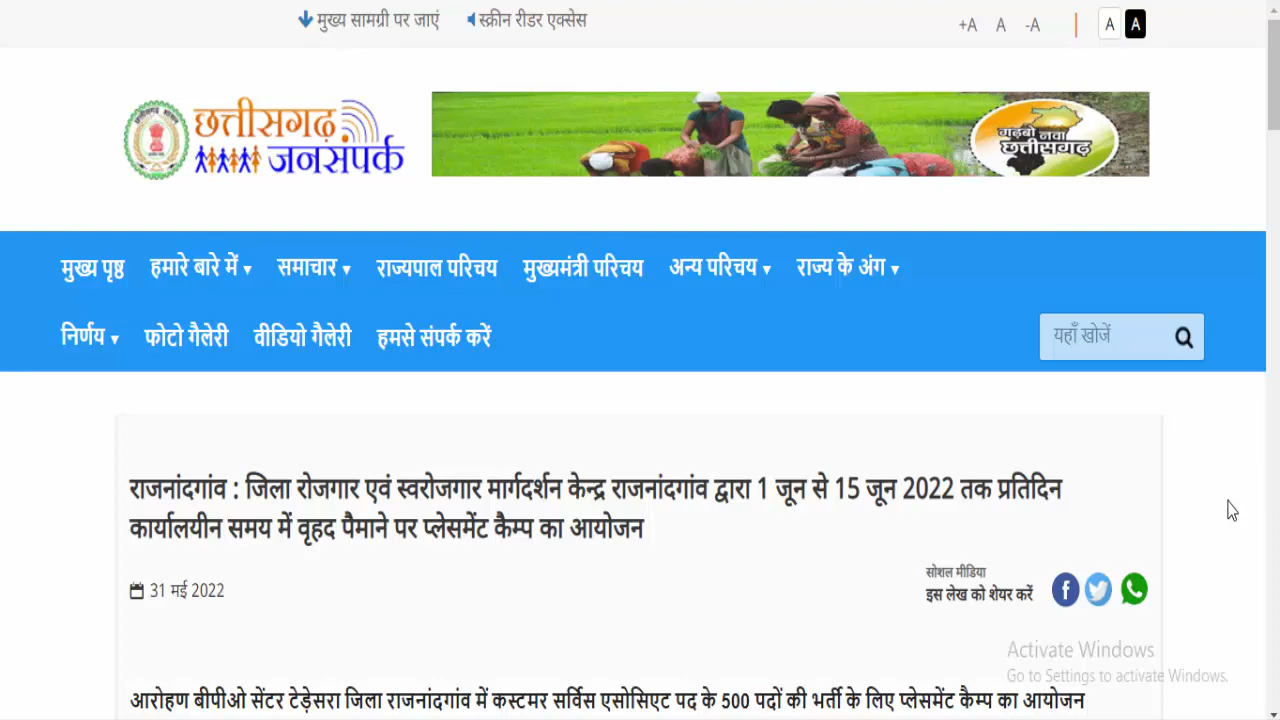 मुख्य सामग्री पर जाएं स्क्रीन रीडर एक्सेस +A A -A A A
छत्तीसगढ़ जनसंपर्क
गढ़बो नवा छत्तीसगढ़
मुख्य पृष्ठ हमारे बारे में ▾ समाचार ▾ राज्यपाल परिचय मुख्यमंत्री परिचय अन्य परिचय ▾ राज्य के अंग ▾
निर्णय ▾ फोटो गैलेरी वीडियो गैलेरी हमसे संपर्क करें यहाँ खोजें
राजनांदगांव : जिला रोजगार एवं स्वरोजगार मार्गदर्शन केन्द्र राजनांदगांव द्वारा 1 जून से 15 जून 2022 तक प्रतिदिन
कार्यालयीन समय में वृहद पैमाने पर प्लेसमेंट कैम्प का आयोजन
सोशल मीडिया
31 मई 2022 इस लेख को शेयर करें
Activate Windows
Go to Settings to activate Windows.
आरोहण बीपीओ सेंटर टेड़ेसरा जिला राजनांदगांव में कस्टमर सर्विस एसोसिएट पद के 500 पदों की भर्ती के लिए प्लेसमेंट कैम्प का आयोजन